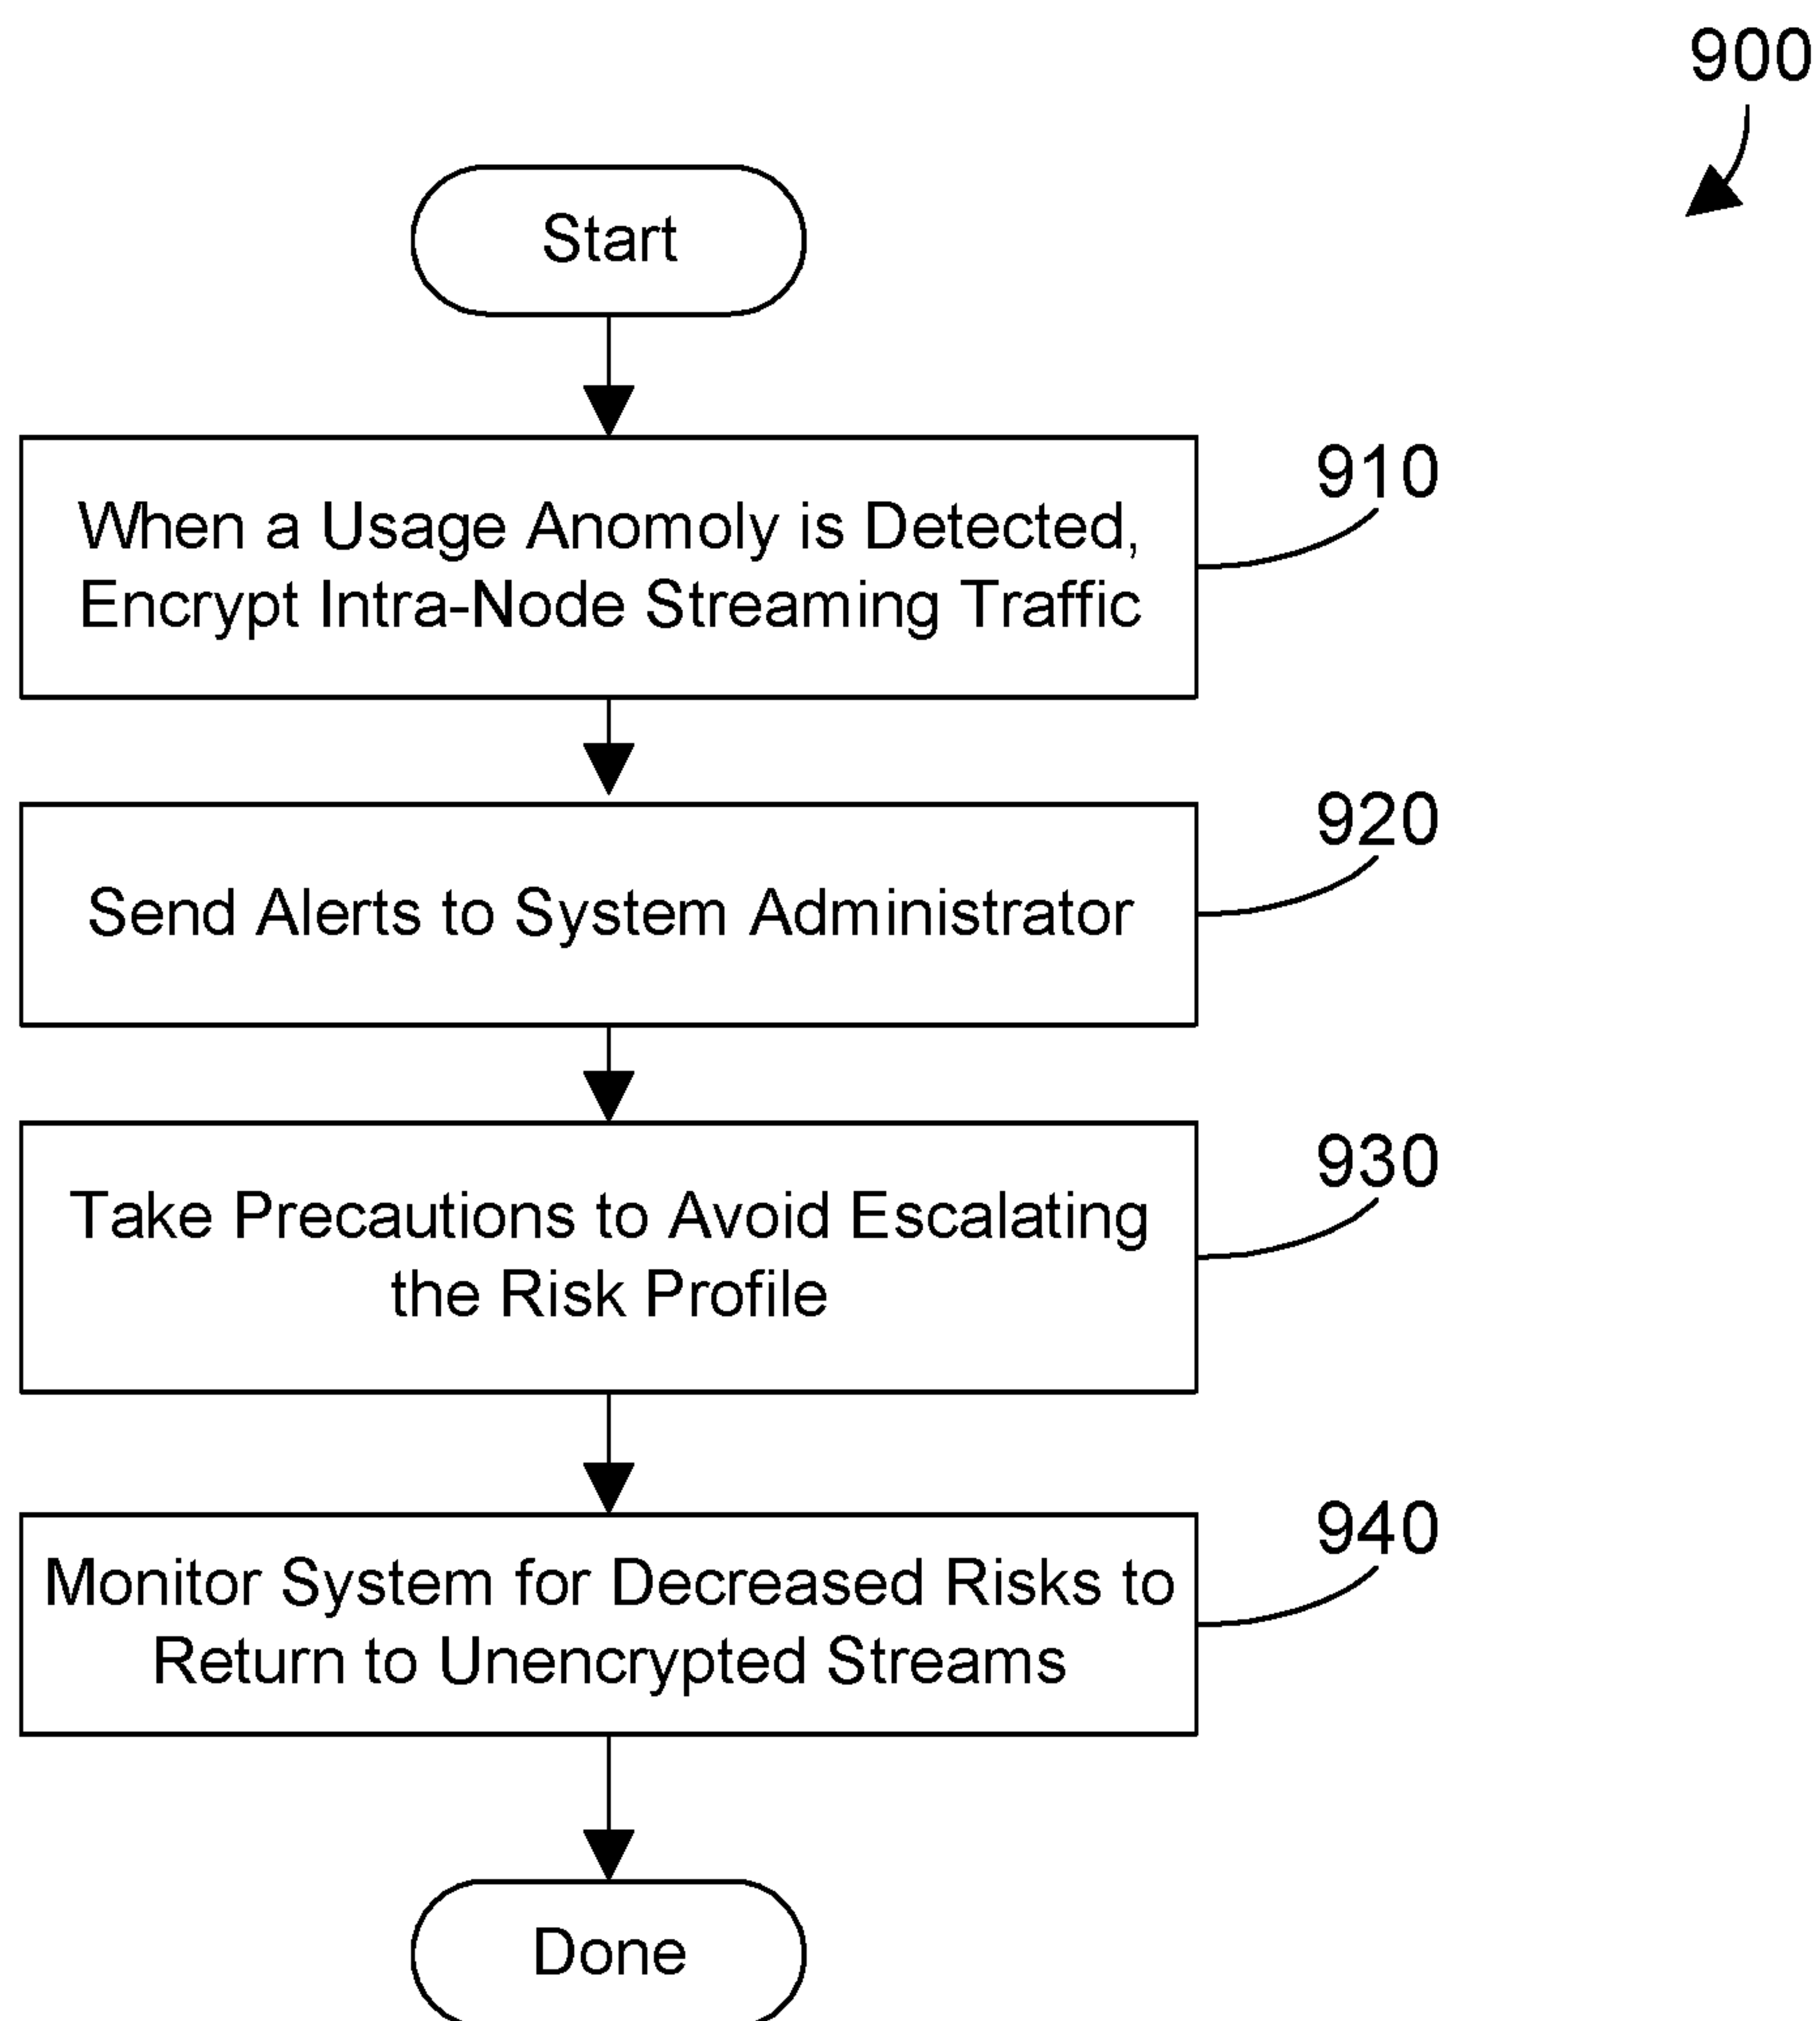 900
Start
910
When a Usage Anomoly is Detected,
Encrypt Intra-Node Streaming Traffic
920
Send Alerts to System Administrator
930
Take Precautions to Avoid Escalating
the Risk Profile
940
Monitor System for Decreased Risks to
Return to Unencrypted Streams
Done